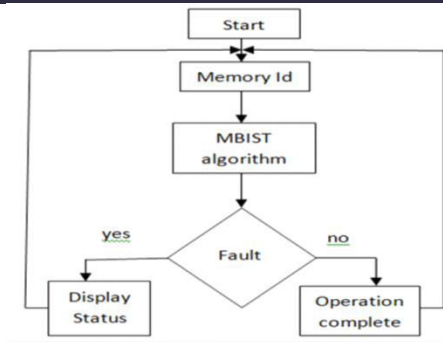 Start
Memory Id
MBIST
algorithm
yes
no
Fault
Display
Status
Operation
complete